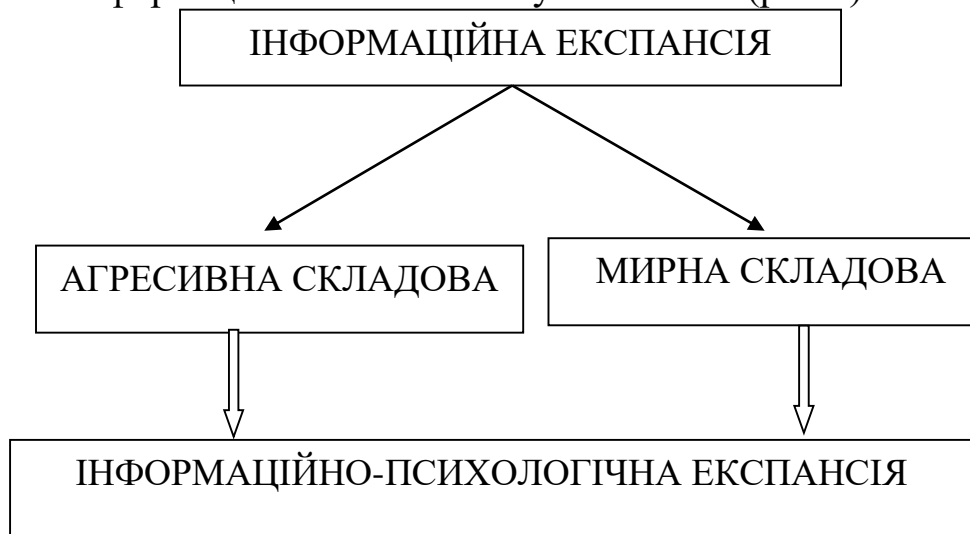 ІНФОРМАЦІЙНА ЕКСПАНСІЯ
АГРЕСИВНА СКЛАДОВА
МИРНА СКЛАДОВА
ІНФОРМАЦІЙНО-ПСИХОЛОГІЧНА ЕКСПАНСІЯ